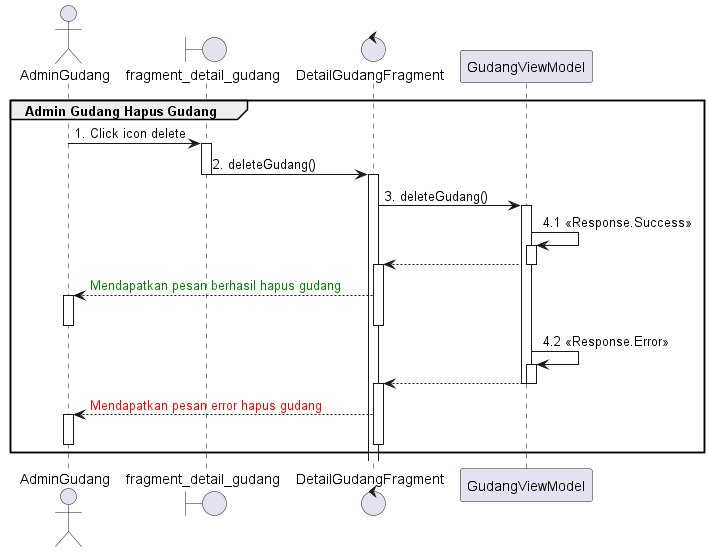 AdminGudang
fragment_detail_gudang
DetailGudangFragment
GudangViewModel
Admin Gudang Hapus Gudang
1. Click icon delete
2. deleteGudang()
3. deleteGudang()
4.1 «Response.Success»
Mendapatkan pesan berhasil hapus gudang
4.2 «Response.Error»
Mendapatkan pesan error hapus gudang
AdminGudang
fragment_detail_gudang
DetailGudangFragment
GudangViewModel